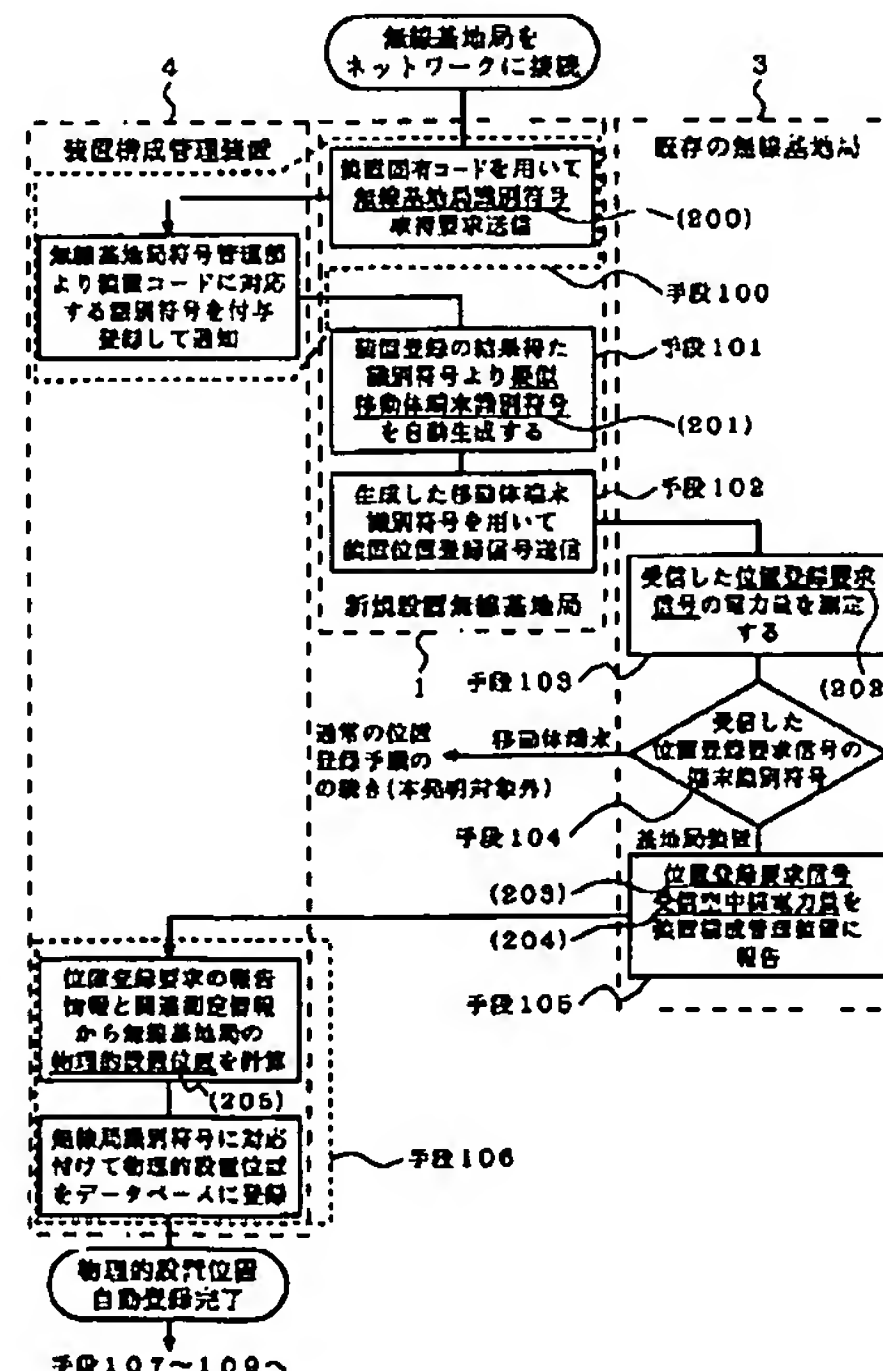 無線基地局を
ネットワークに接続
4
3
装置構成管理装置
既存の無線基地局
装置固有コードを用いて
無線基地局識別符号
取得要求送信
(200)
手段100
無線基地局符号管理部
より装置コードに対応
する識別符号を付与
登録して通知
装置登録の結果得た
識別符号より疑似
移動体端末識別符号
を自動生成する
手段101
(201)
生成した移動体端末
識別符号を用いて
装置位置登録信号送信
手段102
新規設置無線基地局
1
受信した位置登録要求
信号の電力量を測定
する
手段103
(202)
受信した
位置登録要求信号の
端末識別符号
移動体端末
通常の位置
登録手順の
の続き(本発明対象外)
手段104
基地局装置
位置登録要求信号
受信空中線電力量を
装置構成管理装置に
報告
(203)
(204)
手段105
位置登録要求の報告
情報と関連測定情報
から無線基地局の
物理的設置位置を計算
(205)
無線局識別符号に対応
付けて物理的設置位置
をデータベースに登録
手段106
物理的設置位置
自動登録完了
手段107~109へ